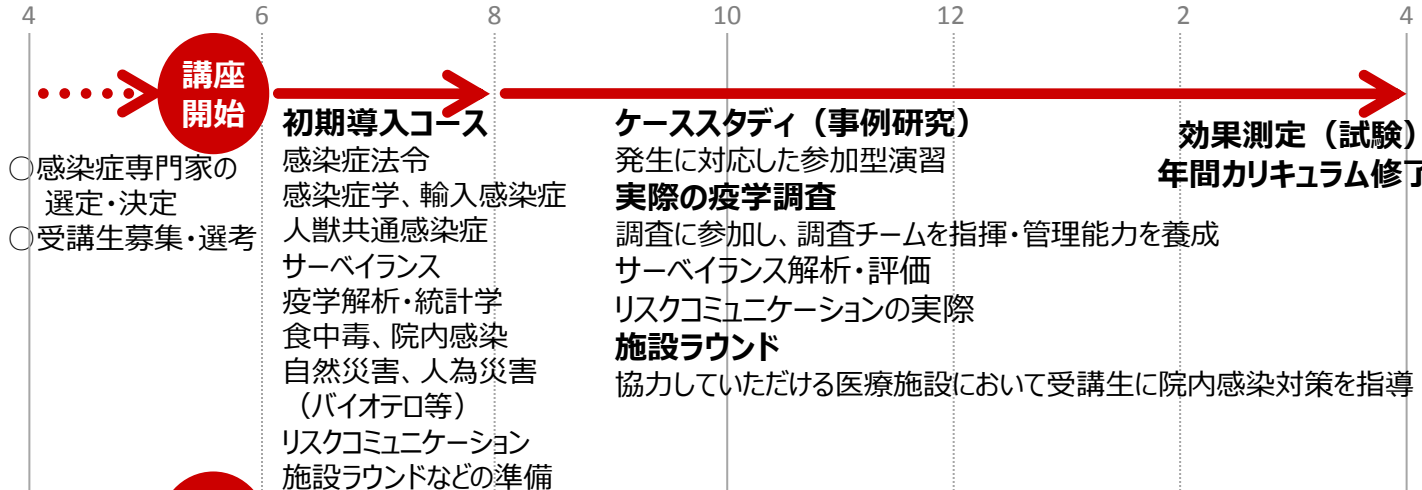 4 6 8 10 12 2 4
講座
開始
○感染症専門家の
選定・決定
○受講生募集・選考
初期導入コース
感染症法令
感染症学、輸入感染症
人獣共通感染症
サーベイランス
疫学解析・統計学
食中毒、院内感染
自然災害、人為災害
（バイオテロ等）
リスクコミュニケーション
施設ラウンドなどの準備
ケーススタディ（事例研究）
発生に対応した参加型演習
実際の疫学調査
調査に参加し、調査チームを指揮・管理能力を養成
サーベイランス解析・評価
リスクコミュニケーションの実際
施設ラウンド
協力していただける医療施設において受講生に院内感染対策を指導
効果測定（試験）
年間カリキュラム修了